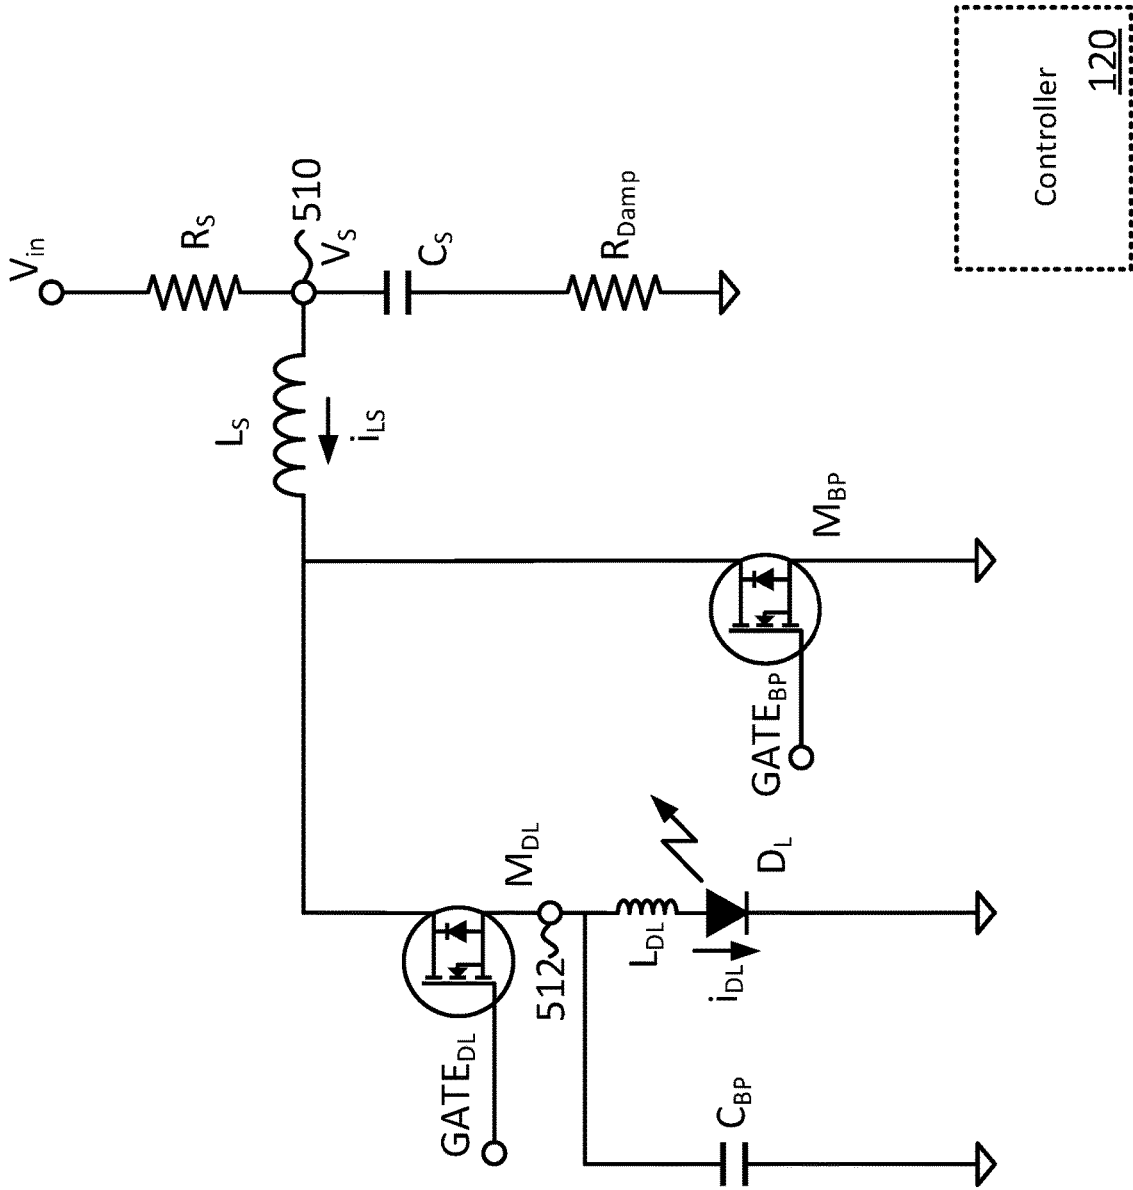 Vin
RS
510
VS
CS
RDamp
LS
iLS
MBP
GATEBP
MDL
512
LDL
iDL
DL
GATEDL
CBP
Controller
120